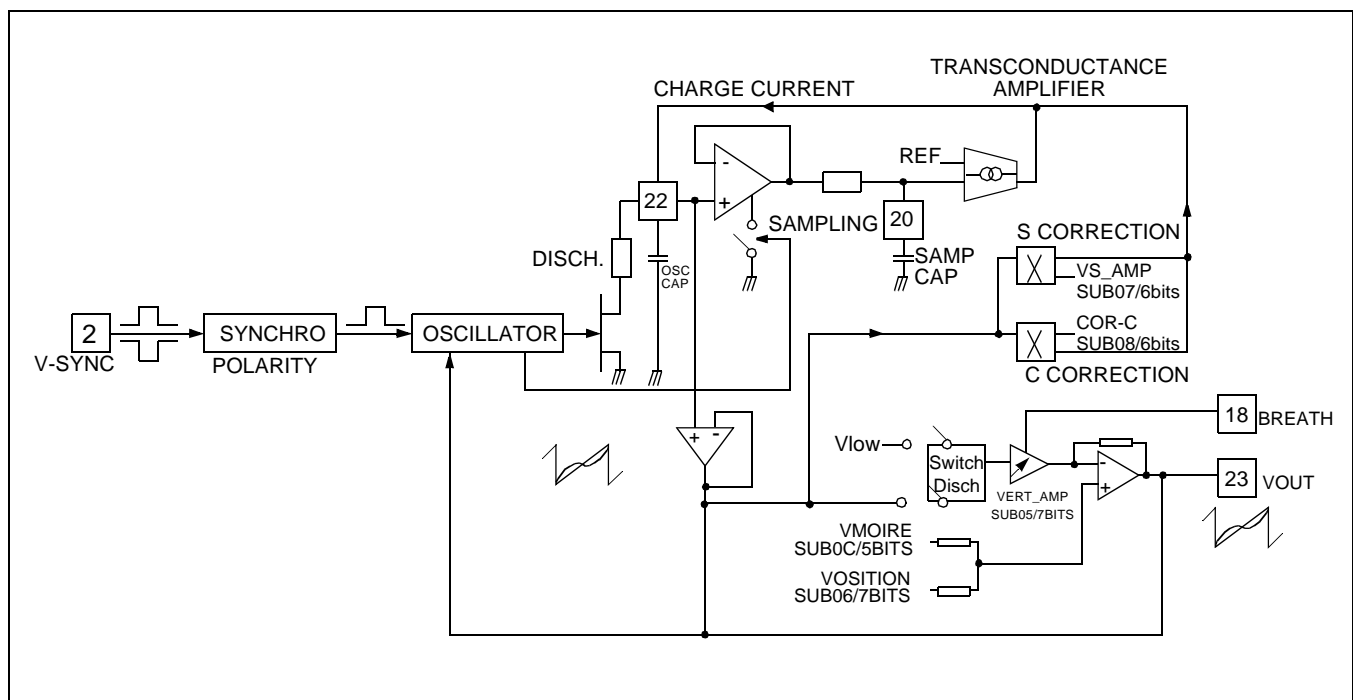 TRANSCONDUCTANCE
AMPLIFIER
CHARGE CURRENT
REF
-
+
22
SAMPLING
20
SAMP
CAP
DISCH.
OSC
CAP
S CORRECTION
VS_AMP
SUB07/6bits
COR-C
SUB08/6bits
C CORRECTION
2
V-SYNC
SYNCHRO
POLARITY
OSCILLATOR
+ -
18
BREATH
Vlow
Switch
Disch
VERT_AMP
SUB05/7BITS
-
+
23
VOUT
VMOIRE
SUB0C/5BITS
VOSITION
SUB06/7BITS